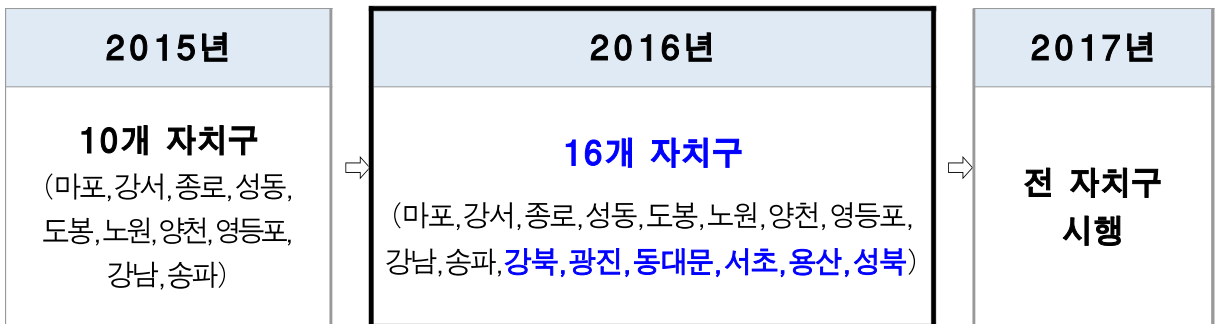 2015년
10개 자치구
(마포,강서,종로,성동,
도봉,노원,양천,영등포,
강남,송파)
2016년
16개 자치구
(마포,강서,종로,성동,도봉,노원,양천,영등포,
강남,송파,강북,광진,동대문,서초,용산,성북)
2017년
전 자치구
시행